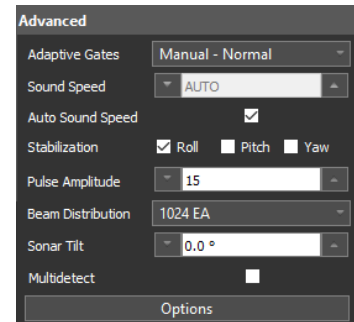 Advanced
Adaptive Gates Manual - Normal
Sound Speed AUTO
Auto Sound Speed
Stabilization Roll Pitch Yaw
Pulse Amplitude 15
Beam Distribution 1024 EA
Sonar Tilt 0.0 °
Multidetect
Options